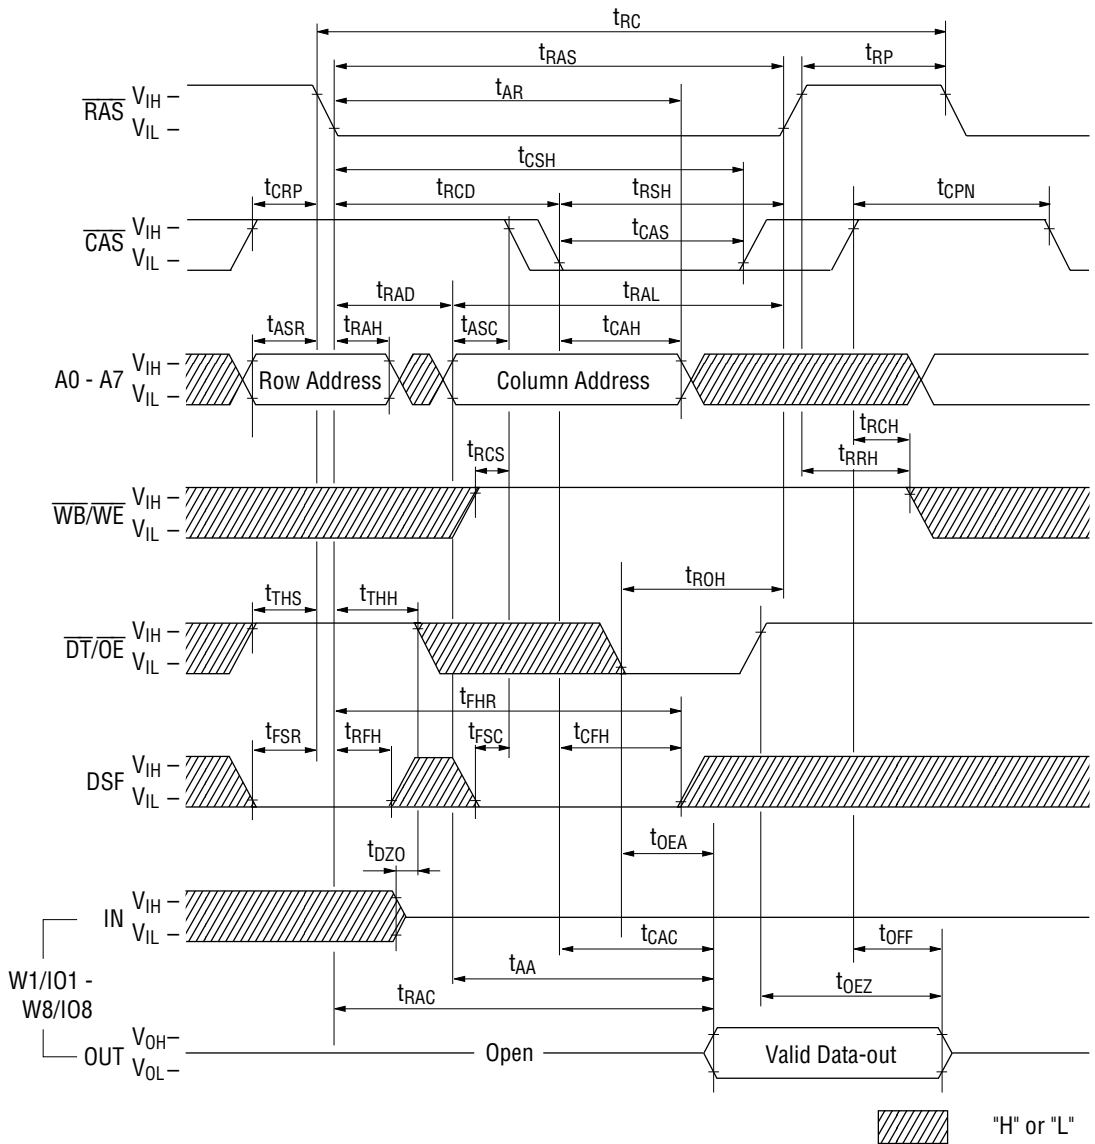 tRC
tRAS
tRP
tAR
RAS
VIH
VIL
tCSH
tCRP
tRCD
tRSH
tCPN
CAS
VIH
VIL
tCAS
tRAD
tRAL
tASR
tRAH
tASC
tCAH
A0 - A7
VIH
VIL
Row Address
Column Address
tRCS
tRCH
tRRH
WB/WE
VIH
VIL
tROH
tTHS
tTHH
DT/OE
VIH
VIL
tFHR
tFSR
tRFH
tFSC
tCFH
DSF
VIH
VIL
tOEA
tDZO
IN
VIH
VIL
tCAC
tOFF
tAA
tOEZ
tRAC
W1/IO1 -
W8/IO8
OUT
VOH
VOL
Open
Valid Data-out
"H" or "L"